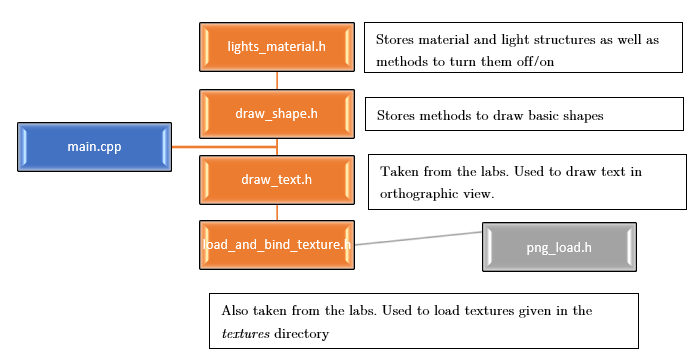 lights_material.h
Stores material and light structures as well as
methods to turn them off/on
draw_shape.h
Stores methods to draw basic shapes
main.cpp
draw_text.h
Taken from the labs. Used to draw text in
orthographic view.
load_and_bind_texture.h
png_load.h
Also taken from the labs. Used to load textures given in the
textures directory